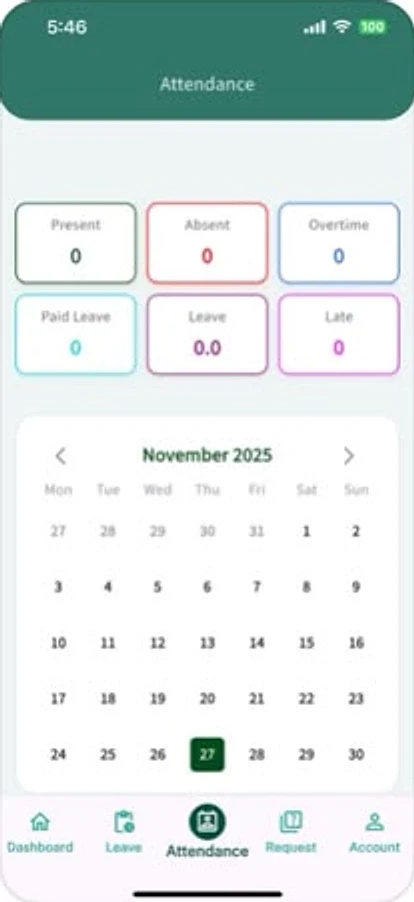 5:46
100
Attendance
Present Absent Overtime
0 0 0
Paid Leave Leave Late
0 0.0 0
November 2025
Mon Tue Wed Thu Fri Sat Sun
27 28 29 30 31 1 2
3 4 5 6 7 8 9
10 11 12 13 14 15 16
17 18 19 20 21 22 23
24 25 26 27 28 29 30
Dashboard Leave Attendance Request Account